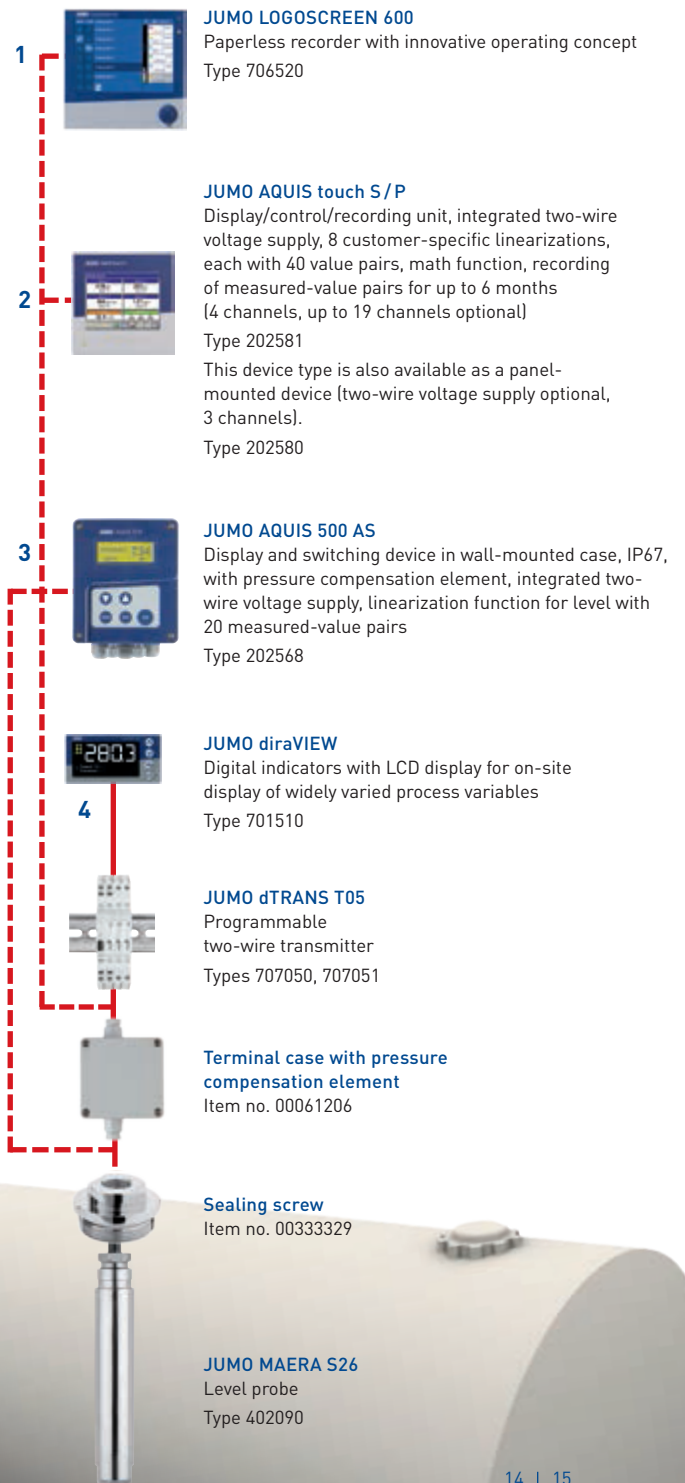 1
JUMO LOGOSCREEN 600
Paperless recorder with innovative operating concept
Type 706520
2
JUMO AQUIS touch S / P
Display/control/recording unit, integrated two-wire
voltage supply, 8 customer-specific linearizations,
each with 40 value pairs, math function, recording
of measured-value pairs for up to 6 months
(4 channels, up to 19 channels optional)
Type 202581
This device type is also available as a panel-
mounted device (two-wire voltage supply optional,
3 channels).
Type 202580
3
JUMO AQUIS 500 AS
Display and switching device in wall-mounted case, IP67,
with pressure compensation element, integrated two-
wire voltage supply, linearization function for level with
20 measured-value pairs
Type 202568
280.3
4
JUMO diraVIEW
Digital indicators with LCD display for on-site
display of widely varied process variables
Type 701510
JUMO dTRANS T05
Programmable
two-wire transmitter
Types 707050, 707051
Terminal case with pressure
compensation element
Item no. 00061206
Sealing screw
Item no. 00333329
JUMO MAERA S26
Level probe
Type 402090
14 | 15